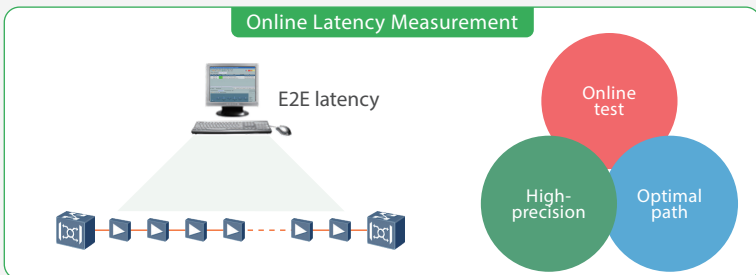 Online Latency Measurement
E2E latency
Online
test
High-
precision
Optimal
path